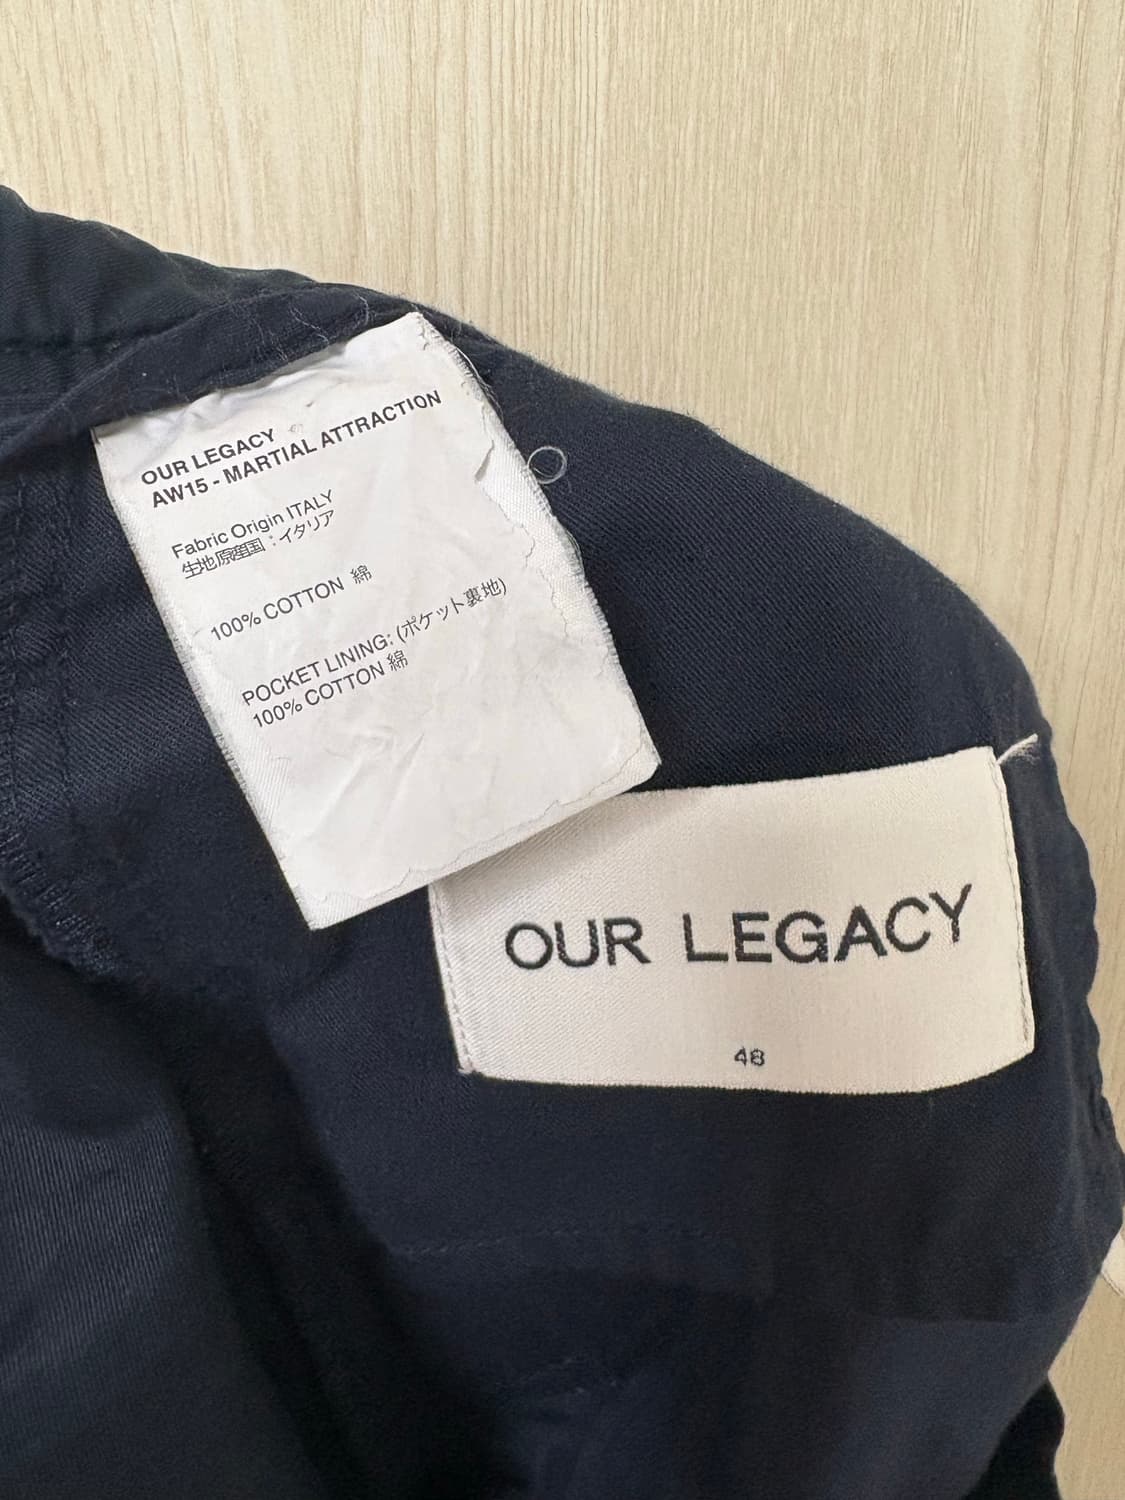 OUR LEGACY
AW15 - MARTIAL ATTRACTION
Fabric Origin ITALY
生地原産国：イタリア
100% COTTON 綿
POCKET LINING: (ポケット裏地)
100% COTTON 綿
OUR LEGACY
48